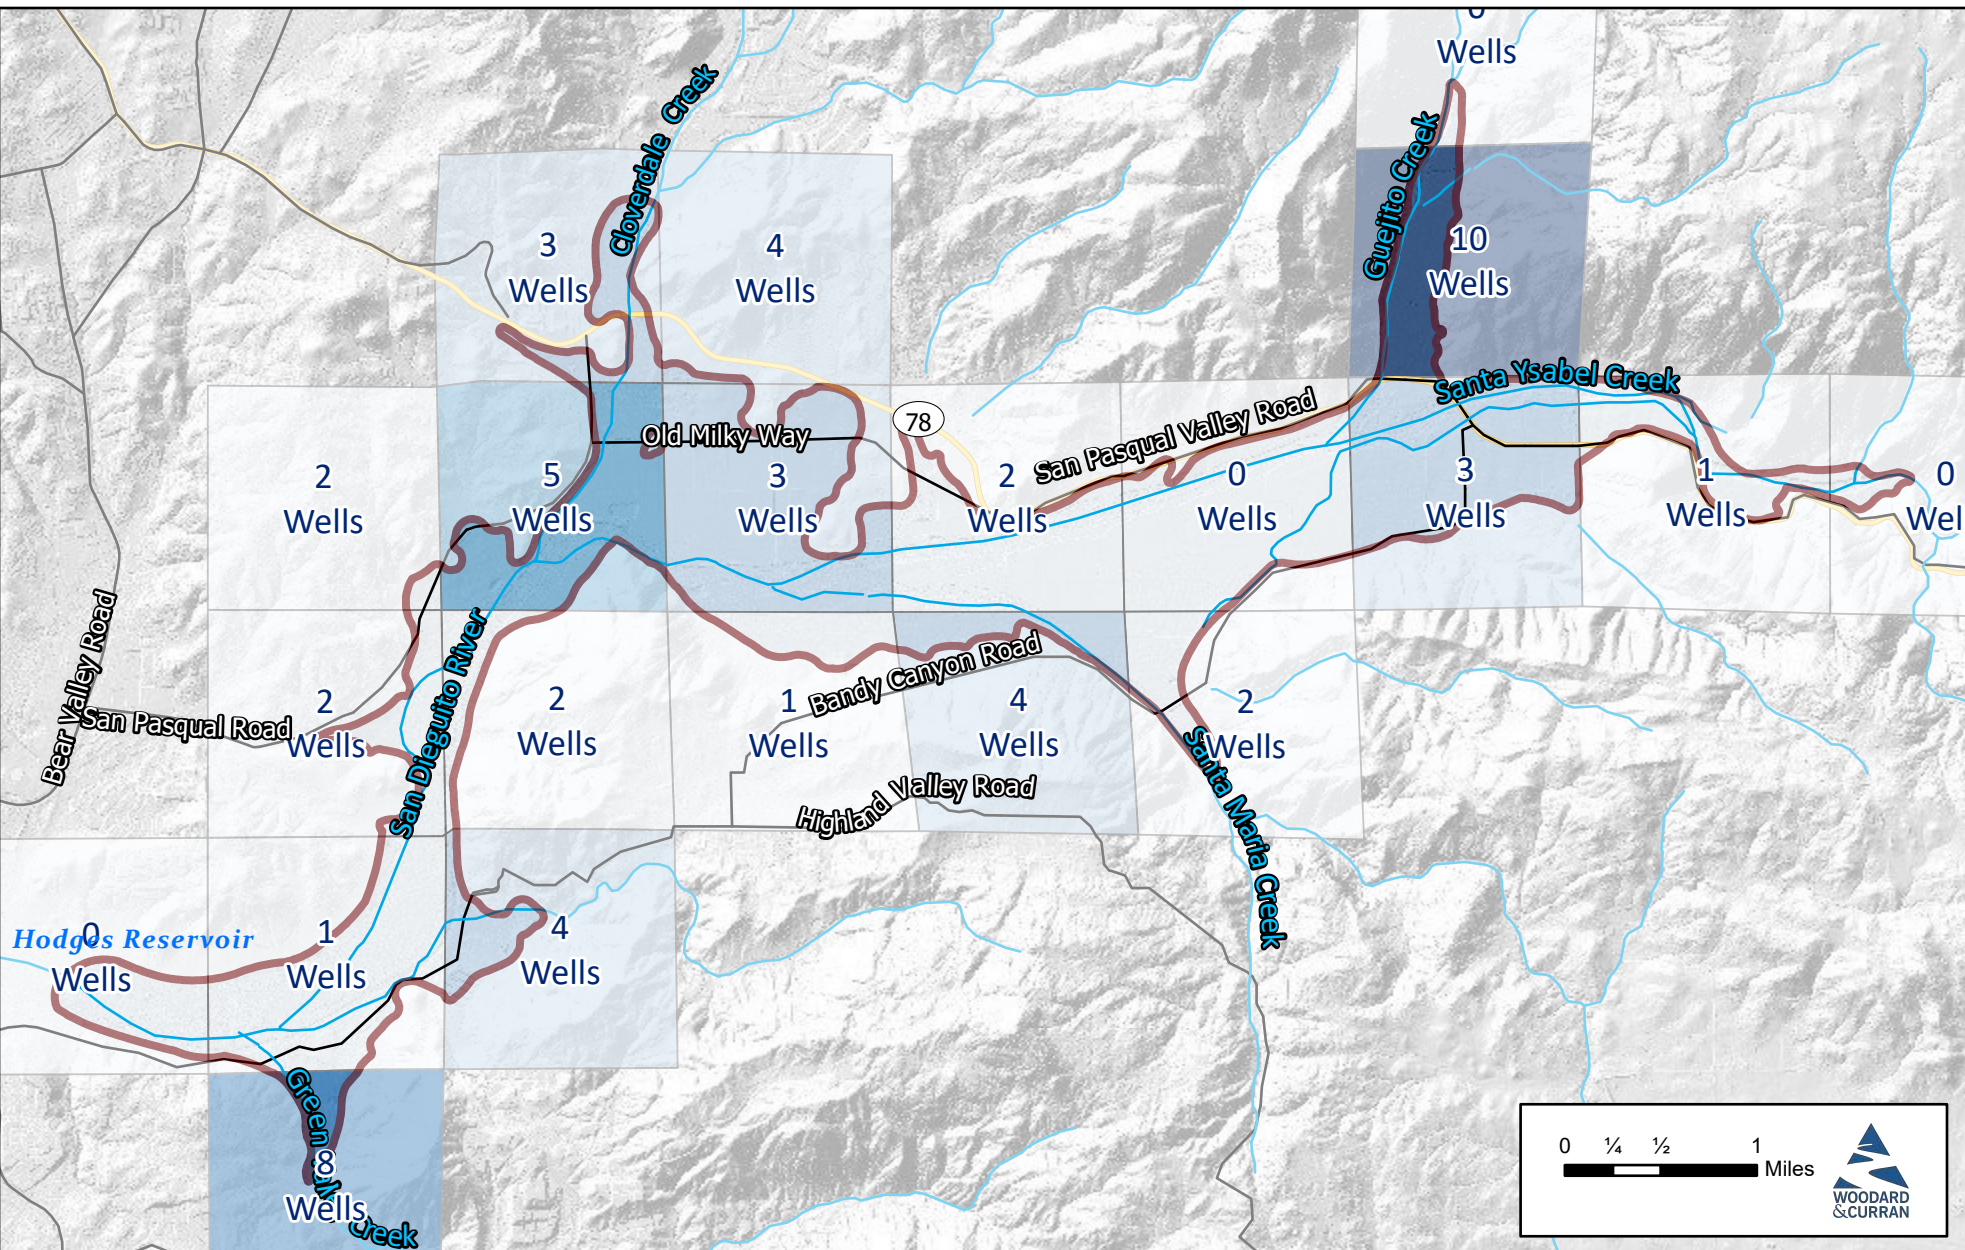 0
Wells
Cloverdale Creek
Guejito Creek
3
Wells
4
Wells
10
Wells
Santa Ysabel Creek
78
Old Milky Way
San Pasqual Valley Road
2
Wells
5
Wells
3
Wells
2
Wells
0
Wells
3
Wells
1
Wells
0
Wel
Bear Valley Road
San Pasqual Road
2
Wells
San Dieguito River
2
Wells
1
Wells
Bandy Canyon Road
4
Wells
2
Wells
Highland Valley Road
Santa Maria Creek
Hodges Reservoir
0
Wells
1
Wells
4
Wells
Green
Creek
8
Wells
0 ¼ ½ 1
Miles
WOODARD
&CURRAN